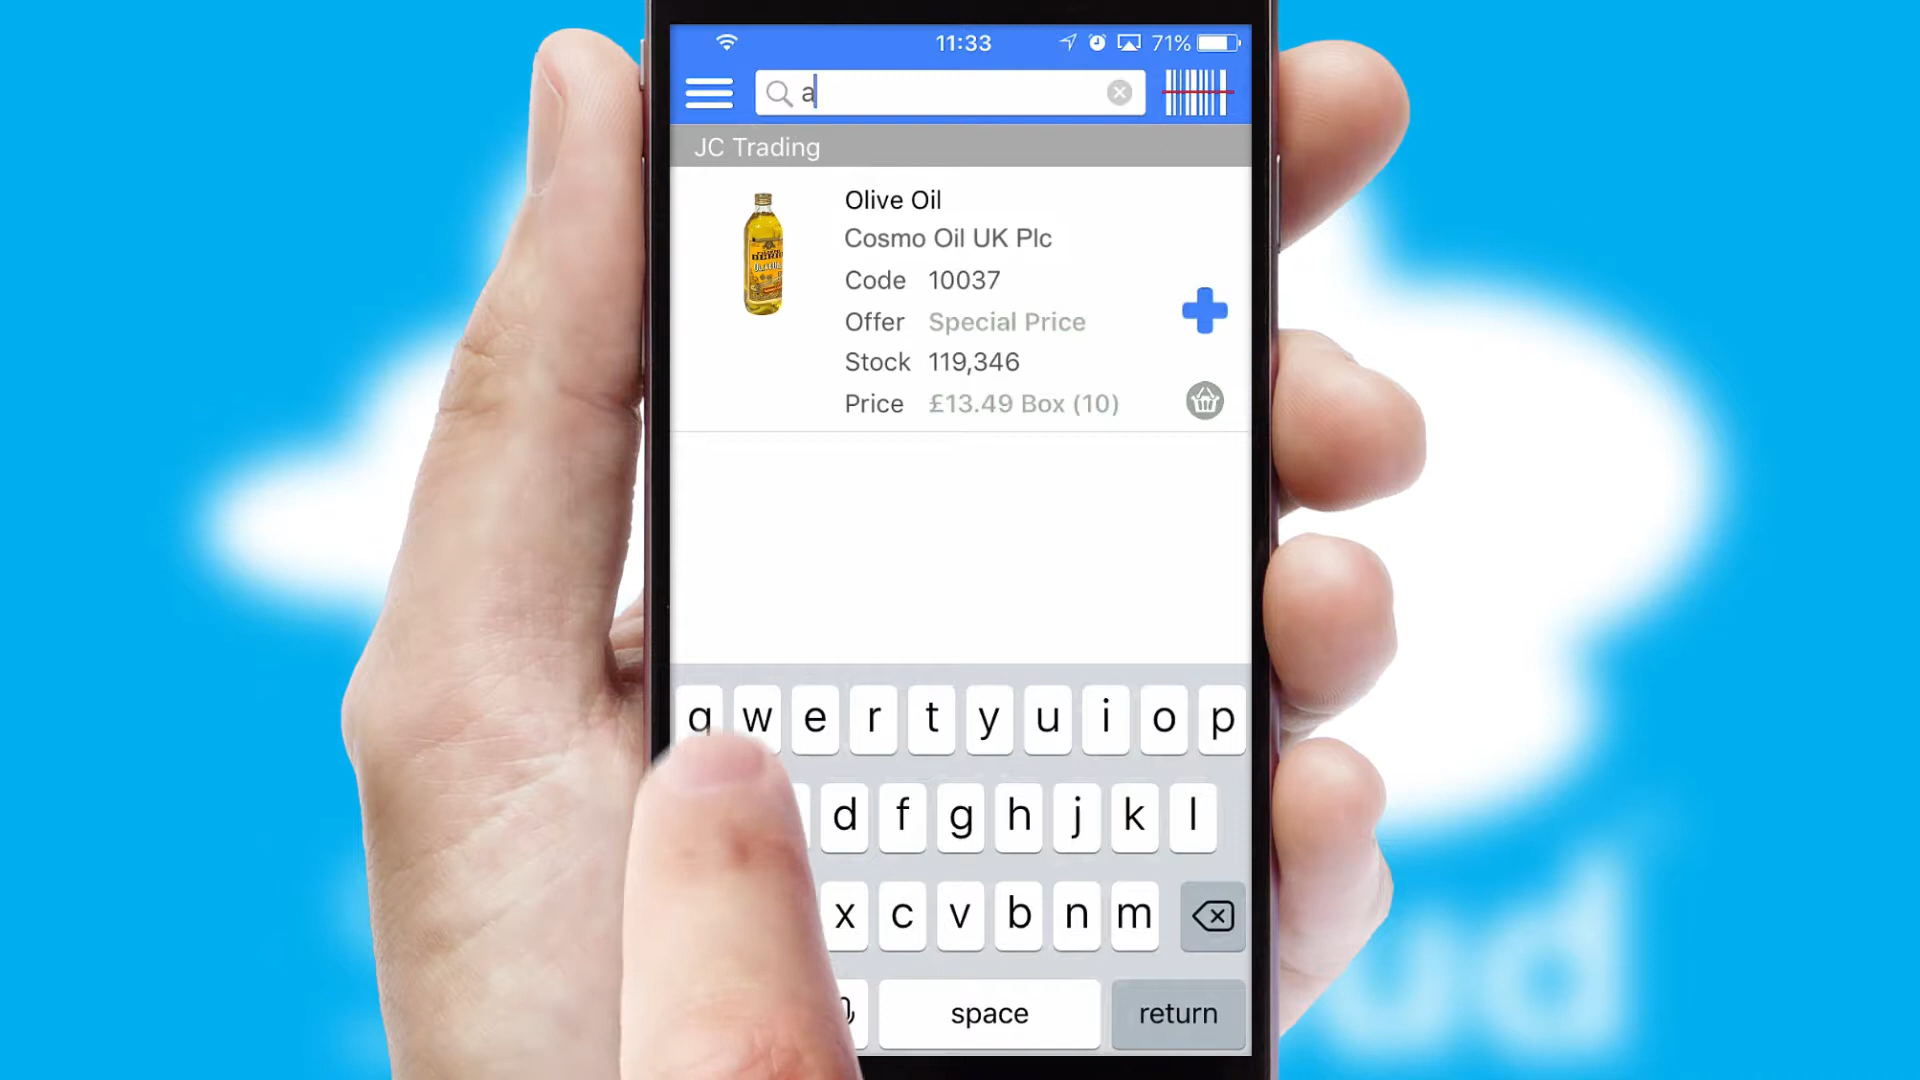 11:33
71%
a
JC Trading
Olive Oil
Cosmo Oil UK Plc
Code 10037
Offer Special Price
Stock 119,346
Price £13.49 Box (10)
q w e r t y u i o p
d f g h j k l
x c v b n m
space return